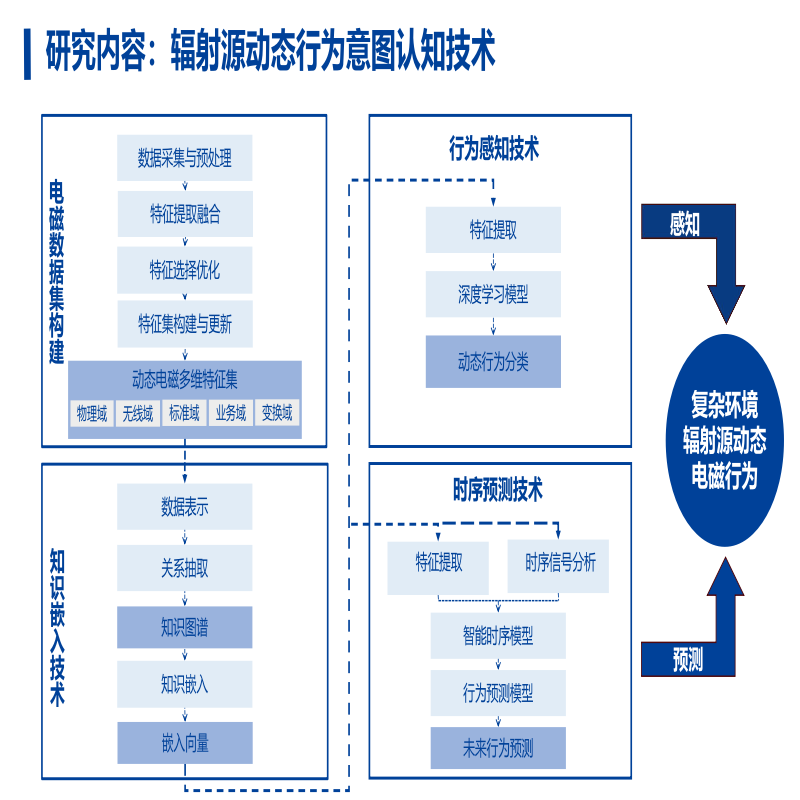 研究内容：辐射源动态行为意图认知技术
电磁数据集构建
数据采集与预处理
特征提取融合
特征选择优化
特征集构建与更新
动态电磁多维特征集
物理域 无线域 标准域 业务域 变换域
知识嵌入技术
数据表示
关系抽取
知识图谱
知识嵌入
嵌入向量
行为感知技术
特征提取
深度学习模型
动态行为分类
时序预测技术
特征提取 时序信号分析
智能时序模型
行为预测模型
未来行为预测
感知
复杂环境
辐射源动态
电磁行为
预测